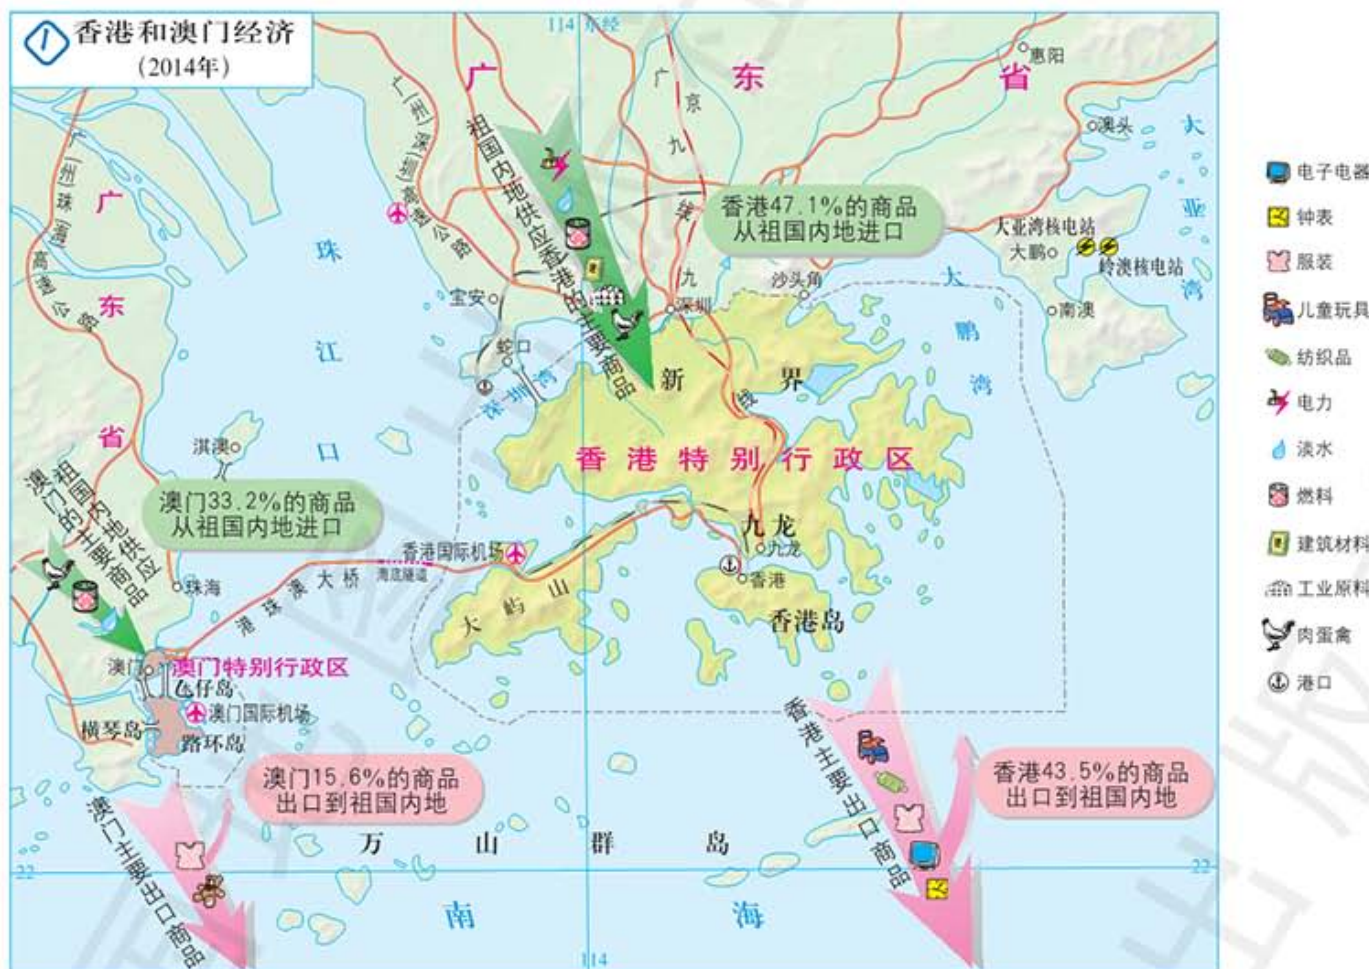 香港和澳门经济
(2014年)
114 东经
广东省
惠阳
广州
深圳
高速公路
广
京
九
线
九
线
澳头
大亚湾
大亚湾核电站
大鹏
岭澳核电站
南澳
大鹏湾
沙头角
深圳
宝安
蛇口
深圳湾
祖国内地供应香港的主要商品
香港47.1%的商品
从祖国内地进口
广州
珠海
高速公路
广东省
珠江口
淇澳
新界
香港特别行政区
祖国内地供应
澳门的主要商品
澳门33.2%的商品
从祖国内地进口
珠海
港珠澳大桥
海底隧道
香港国际机场
大屿山
九龙
九龙
香港
香港岛
澳门
澳门特别行政区
氹仔岛
澳门国际机场
横琴岛
路环岛
澳门15.6%的商品
出口到祖国内地
澳门主要出口商品
香港主要出口商品
香港43.5%的商品
出口到祖国内地
万山群岛
22
22
南海
114
电子电器
钟表
服装
儿童玩具
纺织品
电力
淡水
燃料
建筑材料
工业原料
肉蛋禽
港口